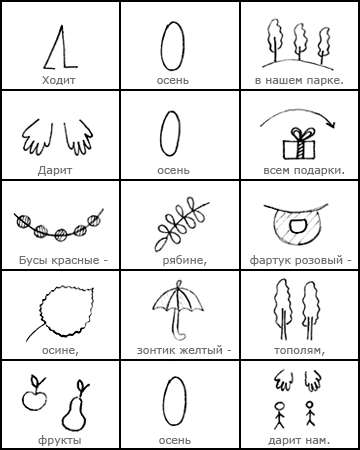 Ходит осень в нашем парке.
Дарит осень всем подарки.
Бусы красные - рябине, фартук розовый -
осине, зонтик желтый - тополям,
фрукты осень дарит нам.